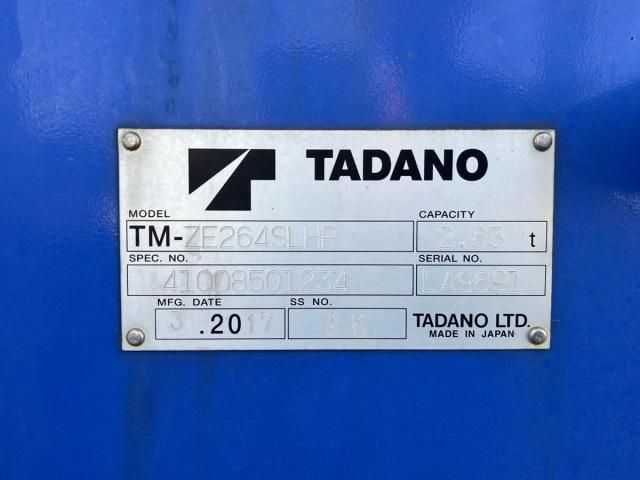 TADANO
MODEL CAPACITY
TM-ZE264SLHR 2.63 t
SPEC. NO. SERIAL NO.
41008501234 LA9691
MFG. DATE SS NO.
3 .2017 AK TADANO LTD.
MADE IN JAPAN